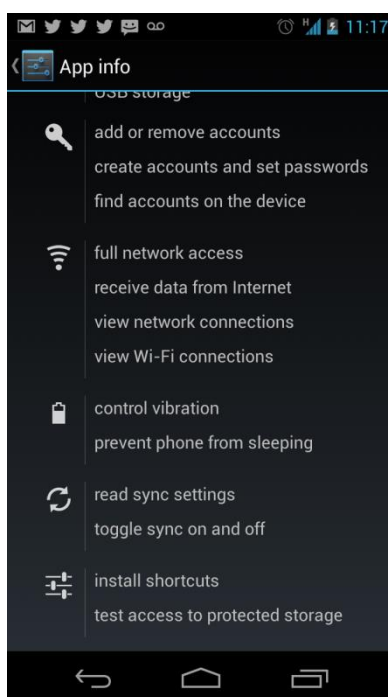 H
11:17
App info
USB storage
add or remove accounts
create accounts and set passwords
find accounts on the device
full network access
receive data from Internet
view network connections
view Wi-Fi connections
control vibration
prevent phone from sleeping
read sync settings
toggle sync on and off
install shortcuts
test access to protected storage